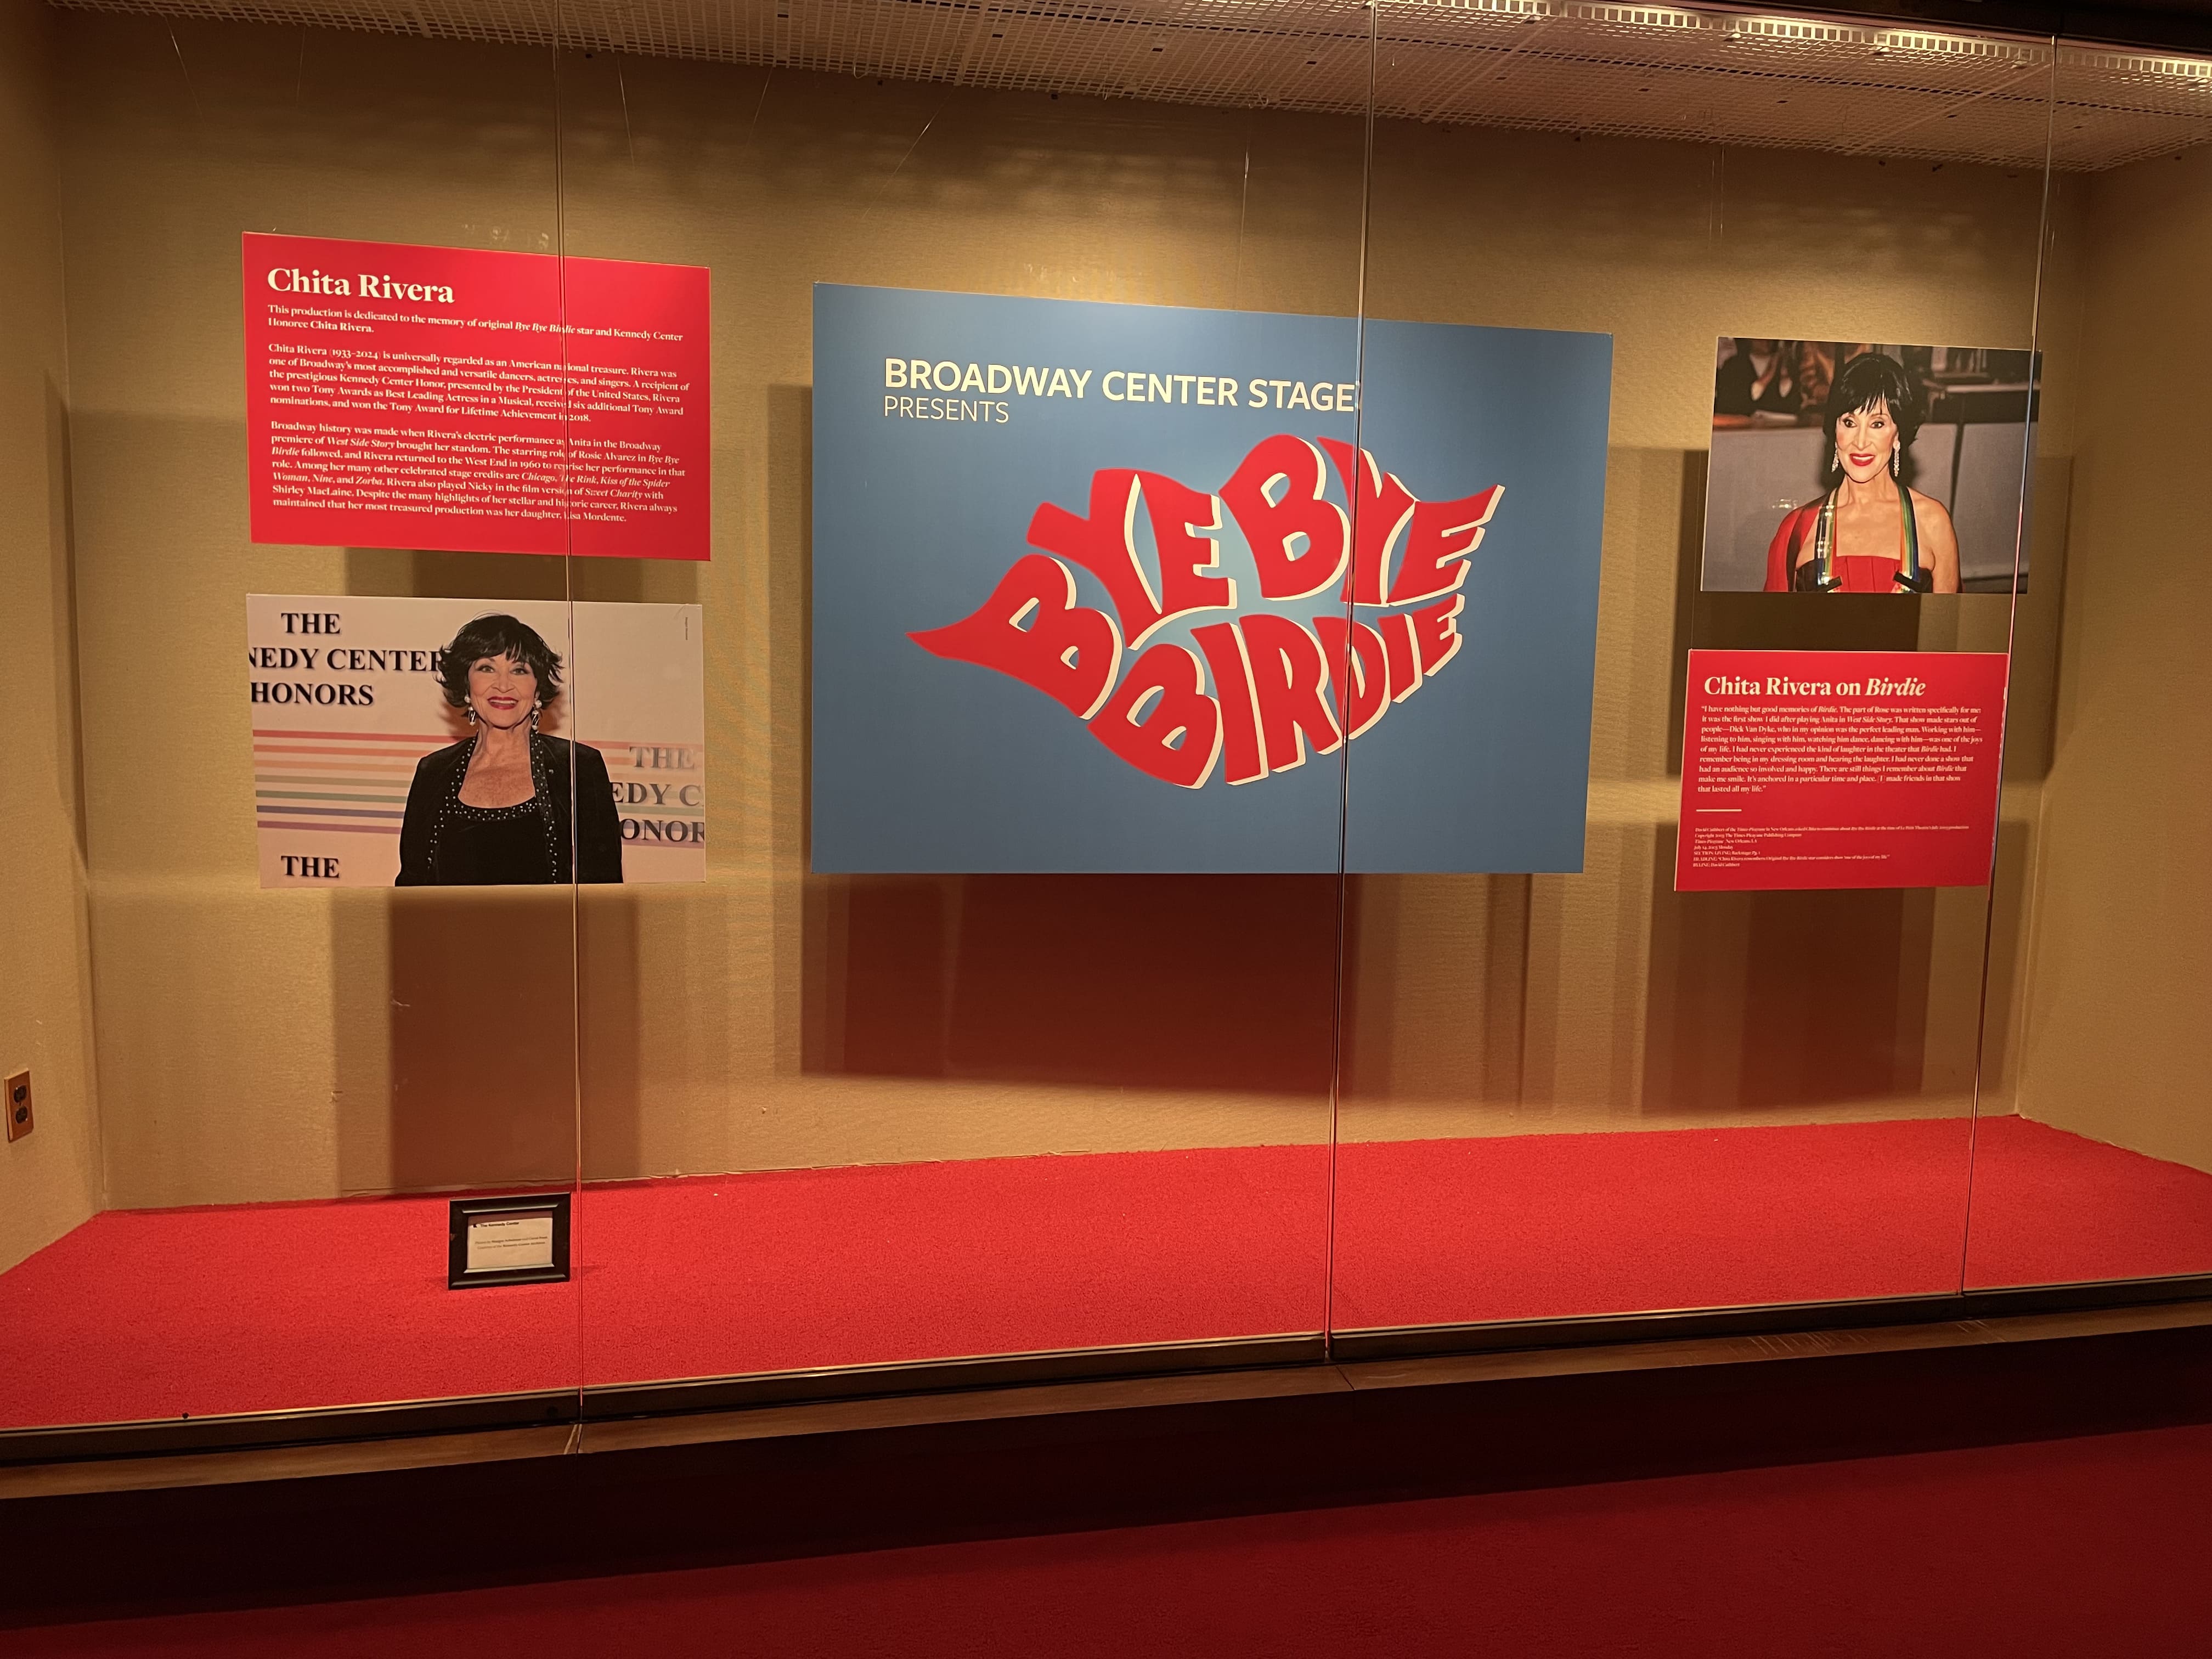 Chita Rivera
This production is dedicated to the memory of original Bye Bye Birdie star and Kennedy Center
Honoree Chita Rivera.
Chita Rivera (1933–2024) is universally regarded as an American national treasure. Rivera was
one of Broadway's most accomplished and versatile dancers, actresses, and singers. A recipient of
the prestigious Kennedy Center Honor, presented by the President of the United States, Rivera
won two Tony Awards as Best Leading Actress in a Musical, received six additional Tony Award
nominations, and won the Tony Award for Lifetime Achievement in 2018.
Broadway history was made when Rivera's electric performance as Anita in the Broadway
premiere of West Side Story brought her stardom. The starring role of Rosie Alvarez in Bye Bye
Birdie followed, and Rivera returned to the West End in 1960 to reprise her performance in that
role. Among her many other celebrated stage credits are Chicago, The Rink, Kiss of the Spider
Woman, Nine, and Zorba. Rivera also played Nicky in the film version of Sweet Charity with
Shirley MacLaine. Despite the many highlights of her stellar and historic career, Rivera always
maintained that her most treasured production was her daughter, Lisa Mordente.
THE
NEDY CENTER
HONORS
THE
EDY C
ONOR
THE
BROADWAY CENTER STAGE
PRESENTS
BYE BYE
BIRDIE
Chita Rivera on Birdie
"I have nothing but good memories of Birdie. The part of Rose was written specifically for me;
it was the first show I did after playing Anita in West Side Story. That show made stars out of
people—Dick Van Dyke, who in my opinion was the perfect leading man. Working with him—
listening to him, singing with him, watching him dance, dancing with him—was one of the joys
of my life. I had never experienced the kind of laughter in the theater that Birdie had. I
remember being in my dressing room and hearing the laughter. I had never done a show that
had an audience so involved and happy. There are still things I remember about Birdie that
make me smile. It's anchored in a particular time and place. [I] made friends in that show
that lasted all my life."
The Kennedy Center